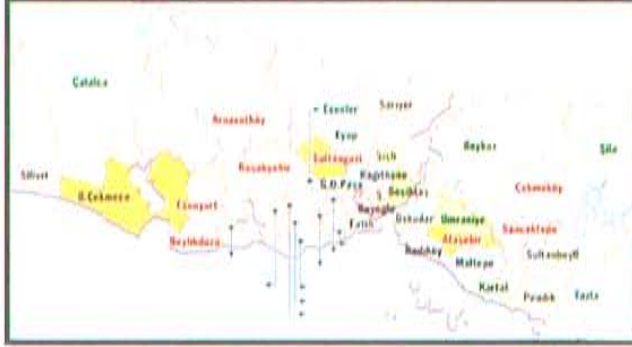 Çatalca
Esenler
Sarıyer
Arnavutköy
Eyüp
Beykoz
Şile
Sultangazi
Şişli
Başakşehir
Kağıthane
Silivri
G.O.Paşa
Beşiktaş
Çekmeköy
B.Çekmece
Esenyurt
Beyoğlu
Üsküdar
Ümraniye
Fatih
Sancaktepe
Beylikdüzü
Ataşehir
Kadıköy
Sultanbeyli
Maltepe
Kartal
Pendik
Tuzla